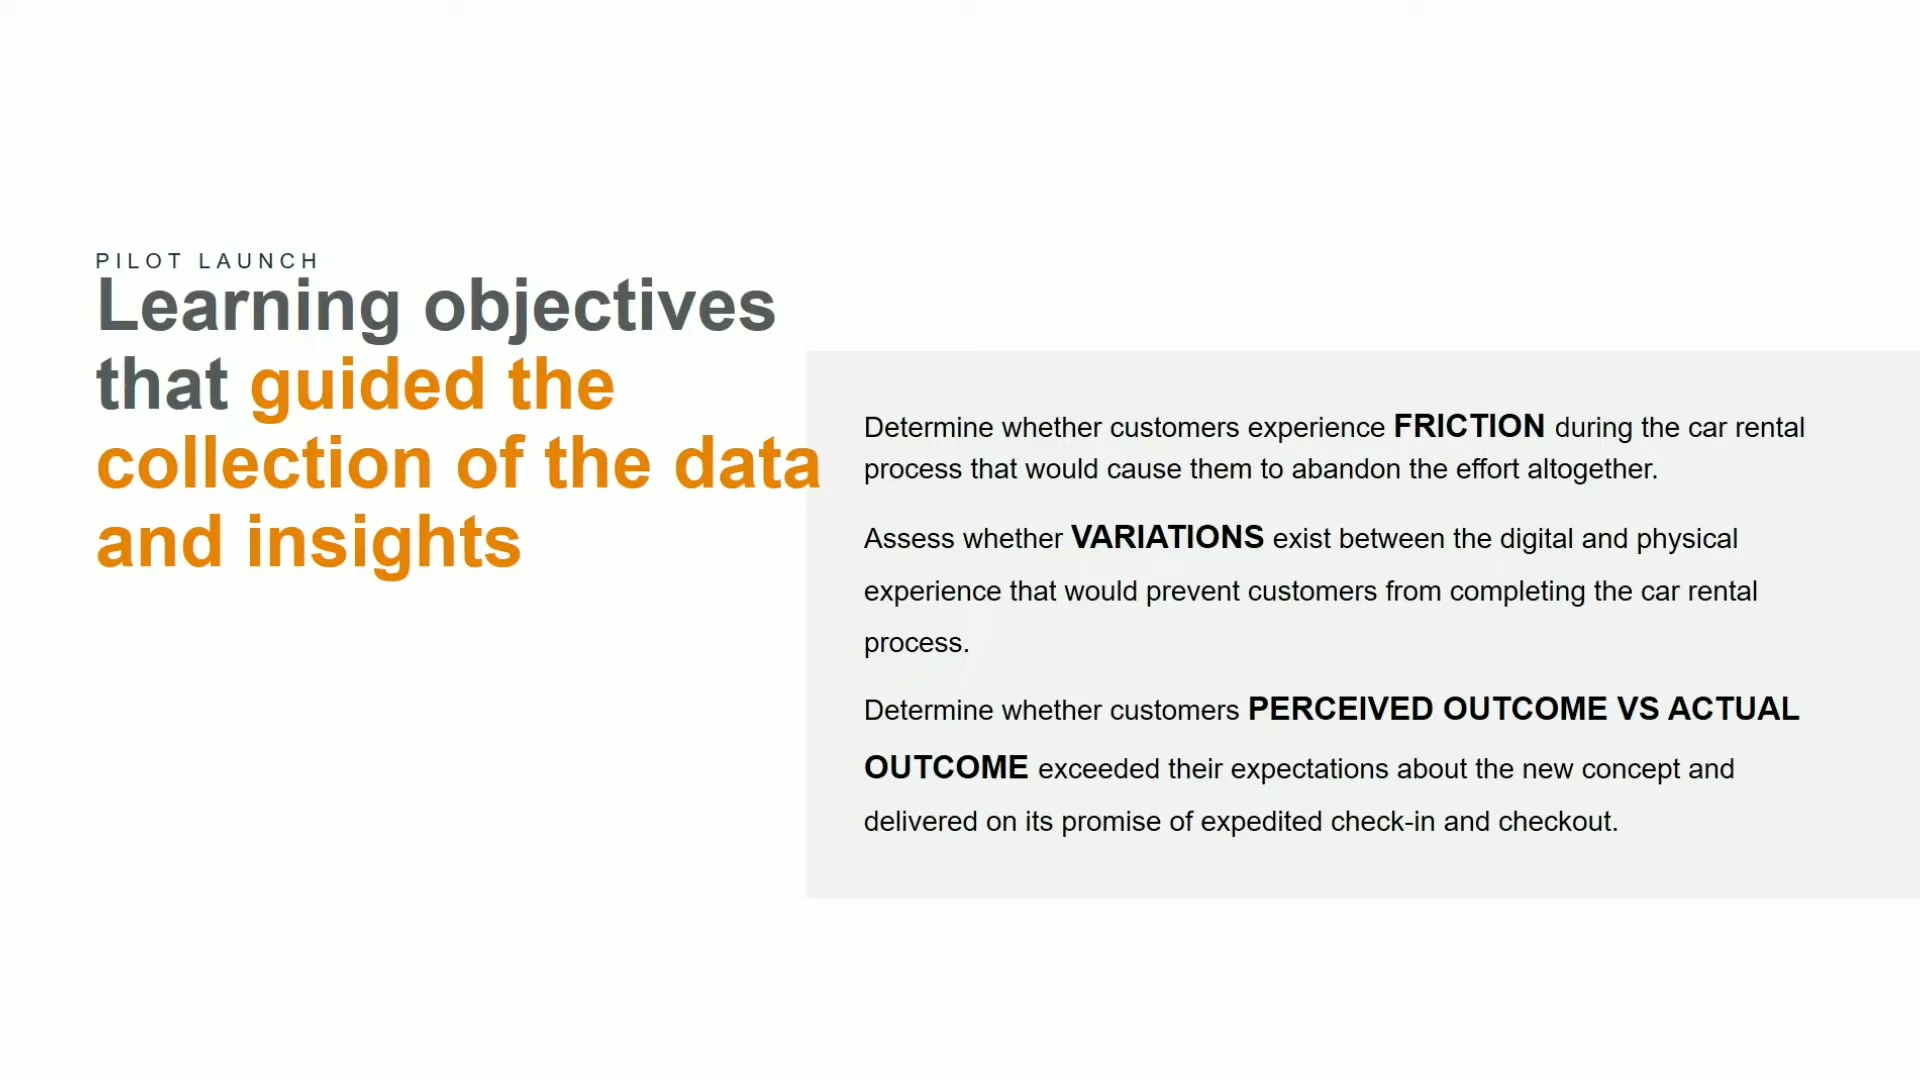 PILOT LAUNCH
Learning objectives
that guided the
collection of the data
and insights
Determine whether customers experience FRICTION during the car rental
process that would cause them to abandon the effort altogether.
Assess whether VARIATIONS exist between the digital and physical
experience that would prevent customers from completing the car rental
process.
Determine whether customers PERCEIVED OUTCOME VS ACTUAL
OUTCOME exceeded their expectations about the new concept and
delivered on its promise of expedited check-in and checkout.